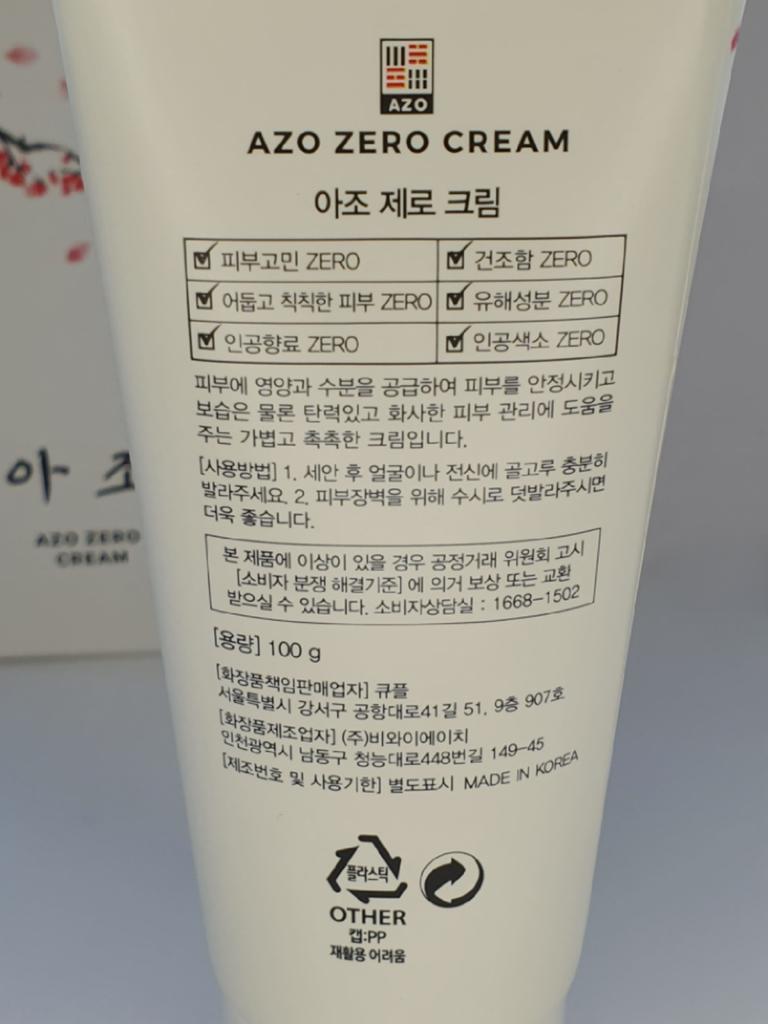 AZO
AZO ZERO CREAM
아조 제로 크림
피부고민 ZERO
건조함 ZERO
어둡고 칙칙한 피부 ZERO
유해성분 ZERO
인공향료 ZERO
인공색소 ZERO
피부에 영양과 수분을 공급하여 피부를 안정시키고
보습은 물론 탄력있고 화사한 피부 관리에 도움을
주는 가볍고 촉촉한 크림입니다.
[사용방법] 1. 세안 후 얼굴이나 전신에 골고루 충분히
발라주세요. 2. 피부장벽을 위해 수시로 덧발라주시면
더욱 좋습니다.
본 제품에 이상이 있을 경우 공정거래 위원회 고시
[소비자 분쟁 해결기준] 에 의거 보상 또는 교환
받으실 수 있습니다. 소비자상담실 : 1668-1502
[용량] 100 g
[화장품책임판매업자] 큐플
서울특별시 강서구 공항대로41길 51, 9층 907호
[화장품제조업자] (주)비와이에이치
인천광역시 남동구 청능대로448번길 149-45
[제조번호 및 사용기한] 별도표시 MADE IN KOREA
플라스틱
OTHER
캡:PP
재활용 어려움
아 조
AZO ZERO
CREAM